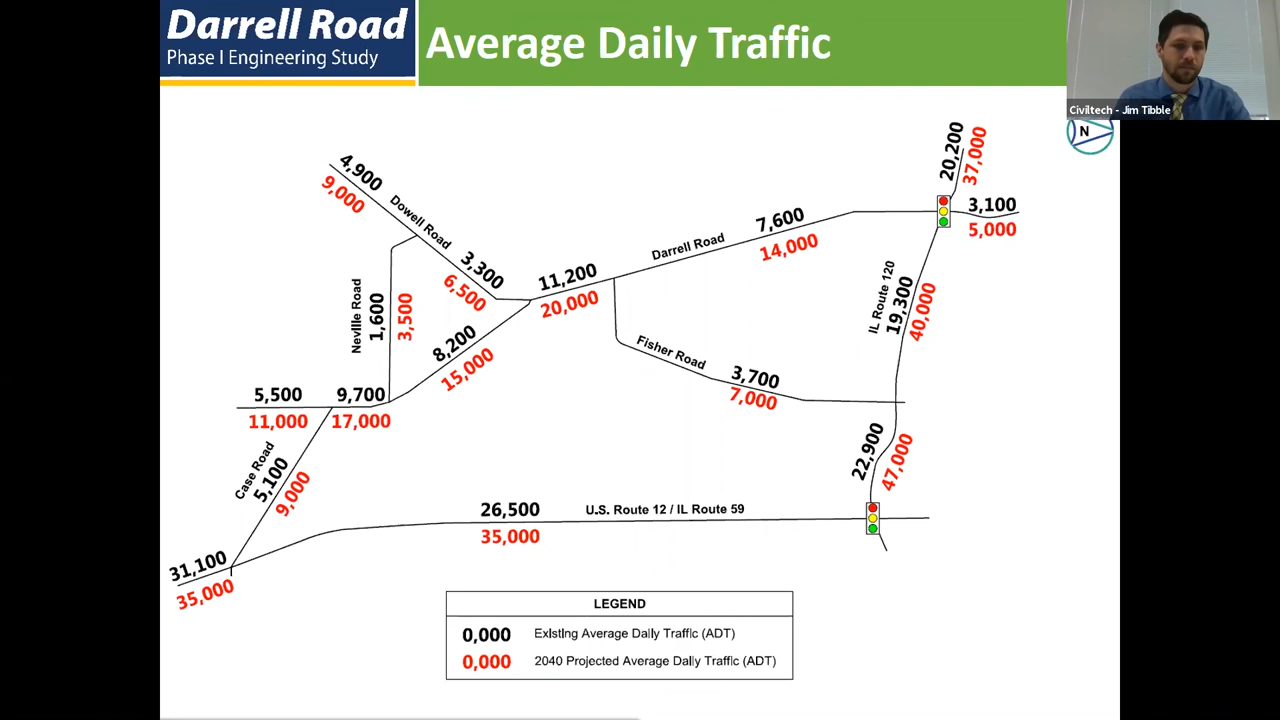 Darrell Road
Phase I Engineering Study
Average Daily Traffic
Civiltech - Jim Tibble
N
4,900
9,000
Dowell Road
3,300
6,500
Neville Road
1,600
3,500
11,200
20,000
Darrell Road
7,600
14,000
20,200
37,000
3,100
5,000
IL Route 120
19,300
40,000
8,200
15,000
Fisher Road
3,700
7,000
5,500
11,000
9,700
17,000
Case Road
5,100
9,000
22,900
47,000
26,500
35,000
U.S. Route 12 / IL Route 59
31,100
35,000
LEGEND
0,000 Existing Average Daily Traffic (ADT)
0,000 2040 Projected Average Daily Traffic (ADT)